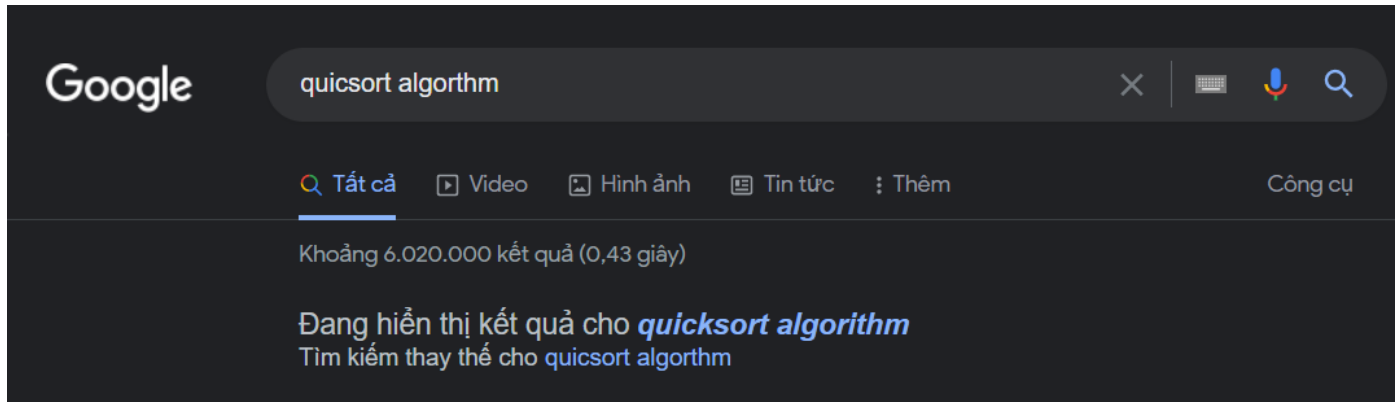 Google quicsort algorthm
Tất cả Video Hình ảnh Tin tức Thêm Công cụ
Khoảng 6.020.000 kết quả (0,43 giây)
Đang hiển thị kết quả cho quicksort algorithm
Tìm kiếm thay thế cho quicsort algorthm